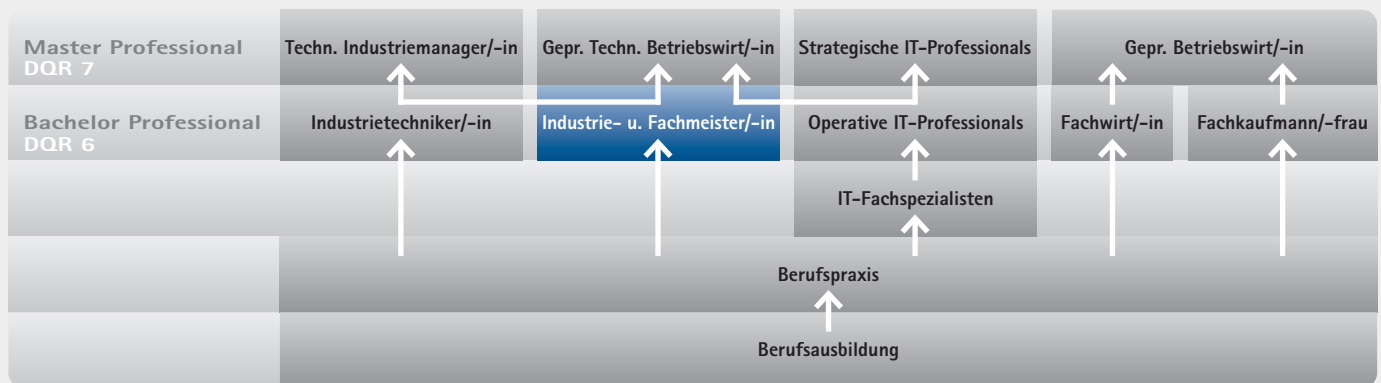 Master Professional
DQR 7
Techn. Industriemanager/-in
Gepr. Techn. Betriebswirt/-in
Strategische IT-Professionals
Gepr. Betriebswirt/-in
Bachelor Professional
DQR 6
Industrietechniker/-in
Industrie- u. Fachmeister/-in
Operative IT-Professionals
Fachwirt/-in
Fachkaufmann/-frau
IT-Fachspezialisten
Berufspraxis
Berufsausbildung